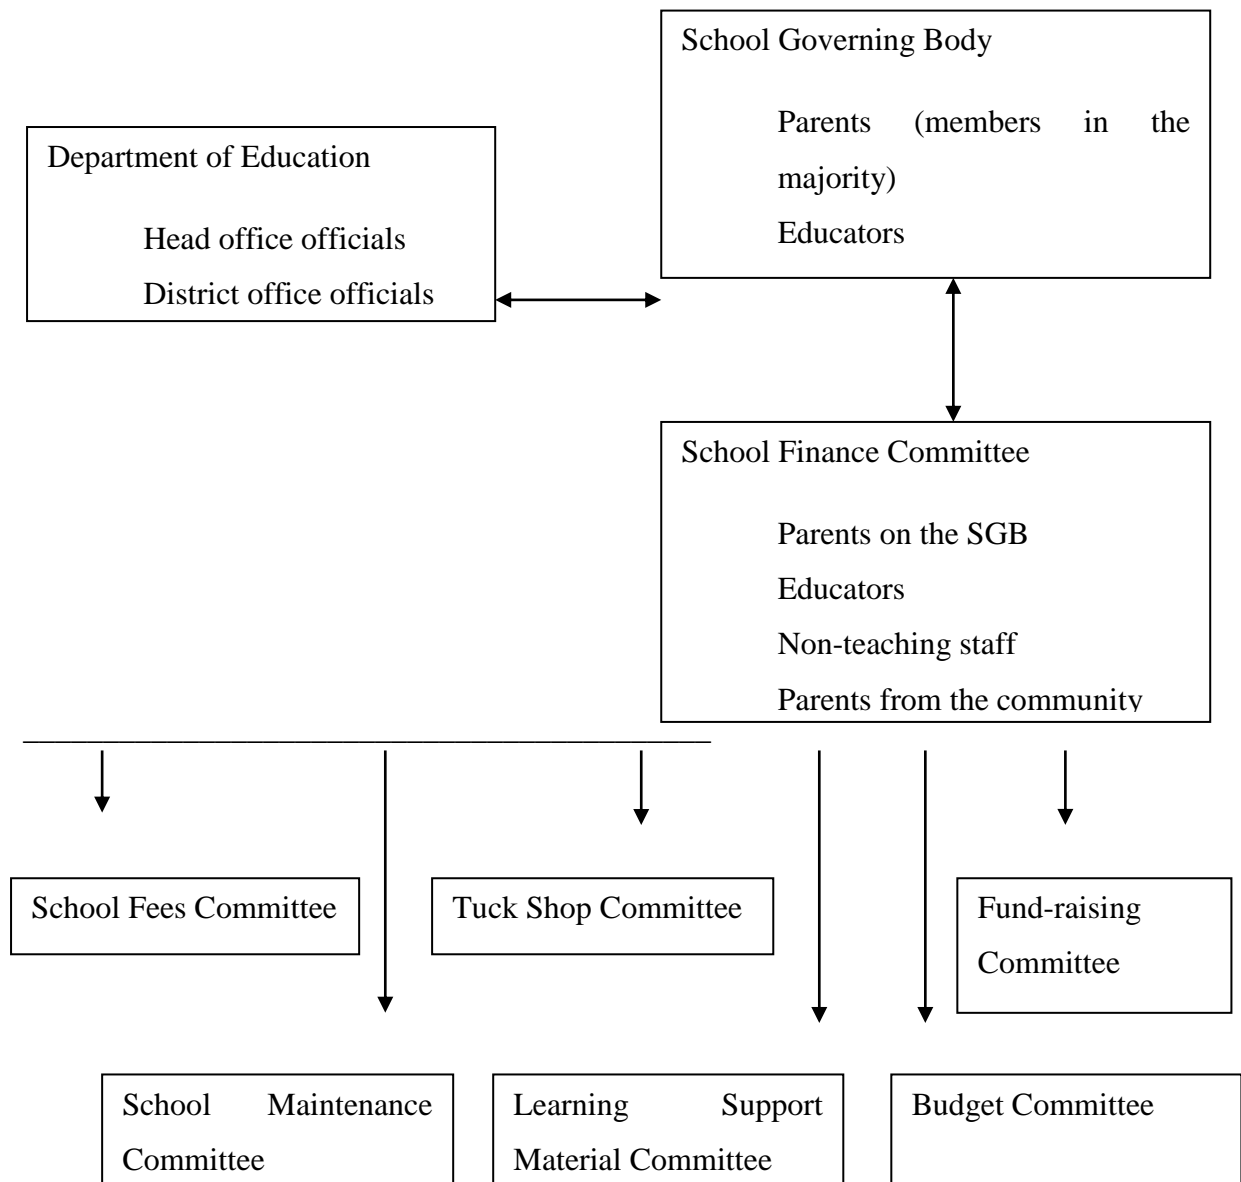 School Governing Body
Parents (members in the
majority)
Educators
Department of Education
Head office officials
District office officials
School Finance Committee
Parents on the SGB
Educators
Non-teaching staff
Parents from the community
School Fees Committee
Tuck Shop Committee
Fund-raising
Committee
School Maintenance
Committee
Learning Support
Material Committee
Budget Committee